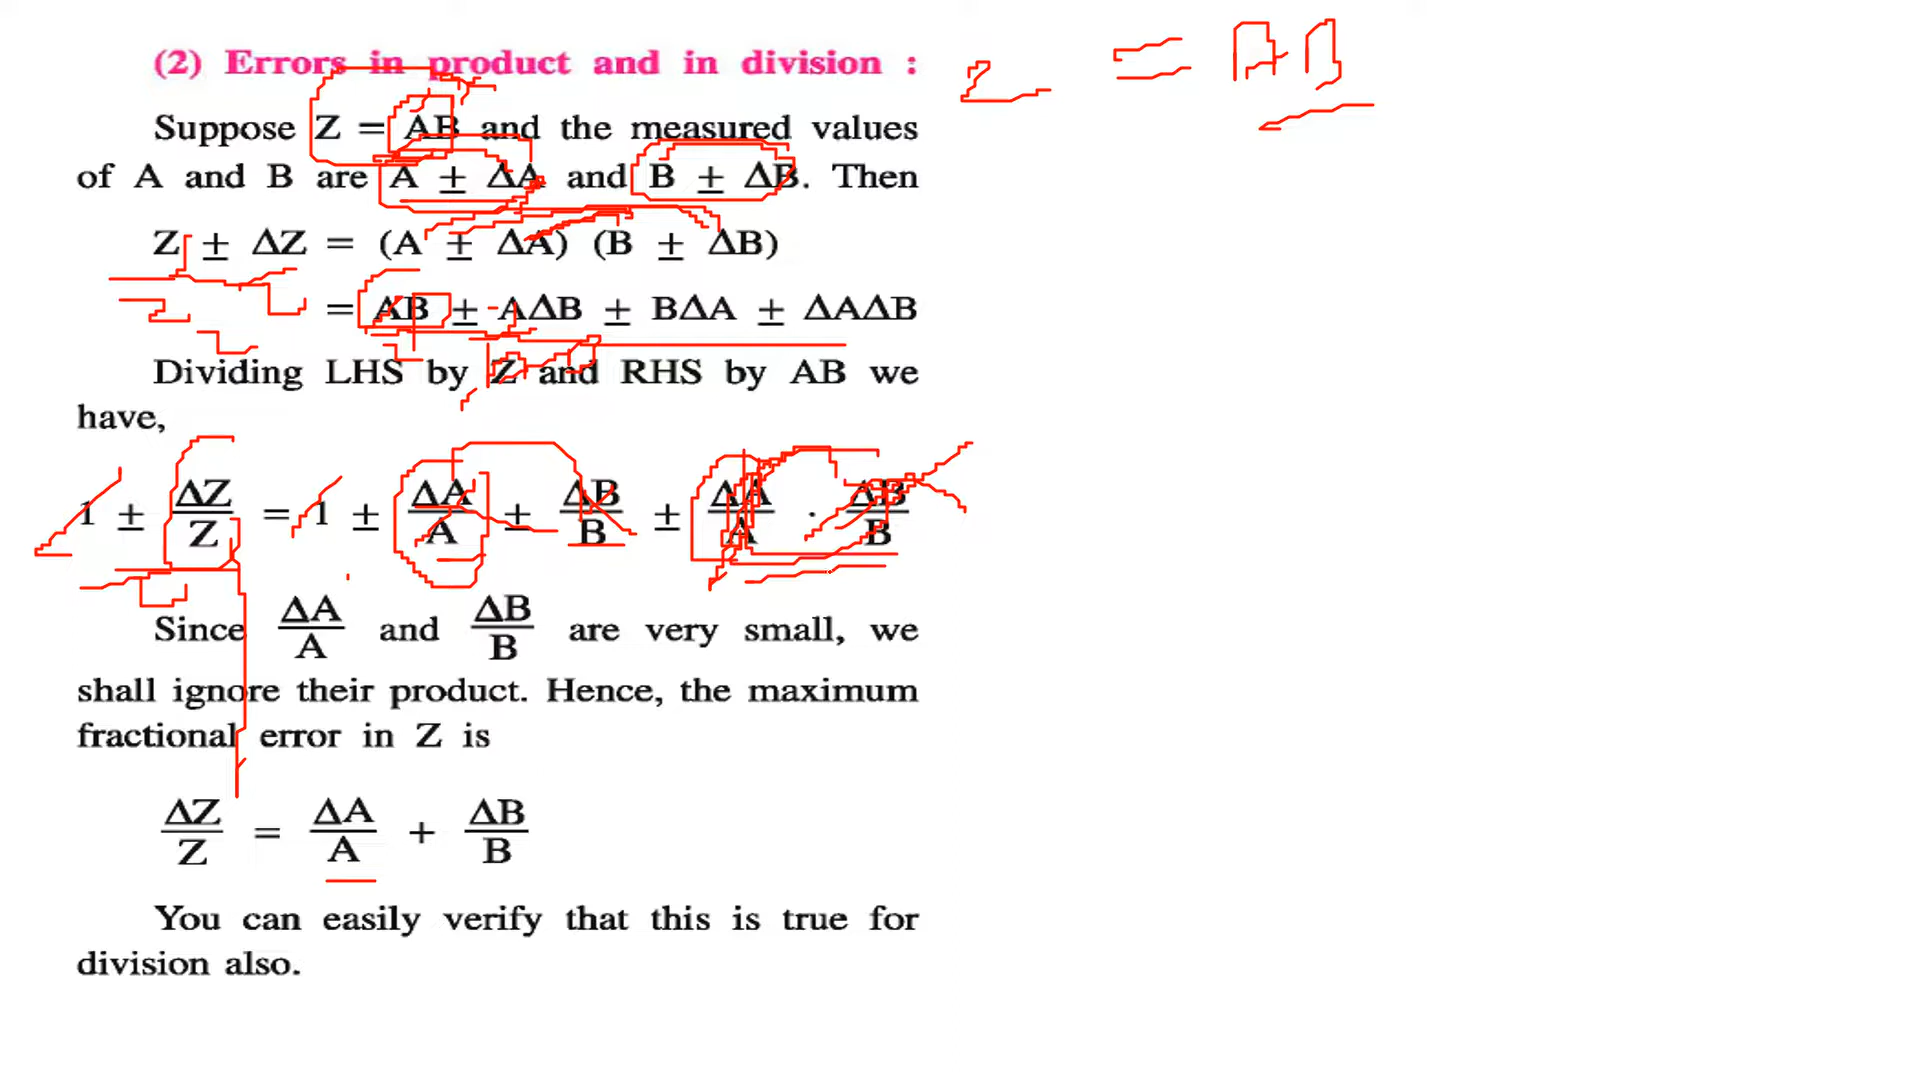 (2) Errors in product and in division :
Z = AB
Suppose Z = AB and the measured values
of A and B are A ± ΔA and B ± ΔB. Then
Z ± ΔZ = (A ± ΔA) (B ± ΔB)
= AB ± AΔB ± BΔA ± ΔAΔB
Dividing LHS by Z and RHS by AB we
have,
1 ± ΔZ/Z = 1 ± ΔA/A ± ΔB/B ± ΔA/A · ΔB/B
Since ΔA/A and ΔB/B are very small, we
shall ignore their product. Hence, the maximum
fractional error in Z is
ΔZ/Z = ΔA/A + ΔB/B
You can easily verify that this is true for
division also.